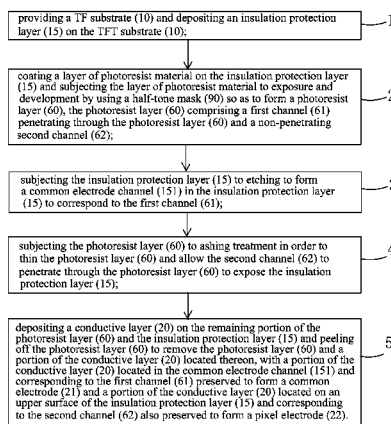 providing a TF substrate (10) and depositing an insulation protection
layer (15) on the TFT substrate (10);
1
coating a layer of photoresist material on the insulation protection layer
(15) and subjecting the layer of photoresist material to exposure and
development by using a half-tone mask (90) so as to form a photoresist
layer (60), the photoresist layer (60) comprising a first channel (61)
penetrating through the photoresist layer (60) and a non-penetrating
second channel (62);
2
subjecting the insulation protection layer (15) to etching to form
a common electrode channel (151) in the insulation protection layer
(15) to correspond to the first channel (61);
subjecting the photoresist layer (60) to ashing treatment in order to
thin the photoresist layer (60) and allow the second channel (62) to
penetrate through the photoresist layer (60) to expose the insulation
protection layer (15);
4
depositing a conductive layer (20) on the remaining portion of the
photoresist layer (60) and the insulation protection layer (15) and peeling
off the photoresist layer (60) to remove the photoresist layer (60) and a
portion of the conductive layer (20) located thereon, with a portion of the
conductive layer (20) located in the common electrode channel (151) and
corresponding to the first channel (61) preserved to form a common
electrode (21) and a portion of the conductive layer (20) located on an
upper surface of the insulation protection layer (15) and corresponding to
the second channel (62) also preserved to form a pixel electrode (22).
5